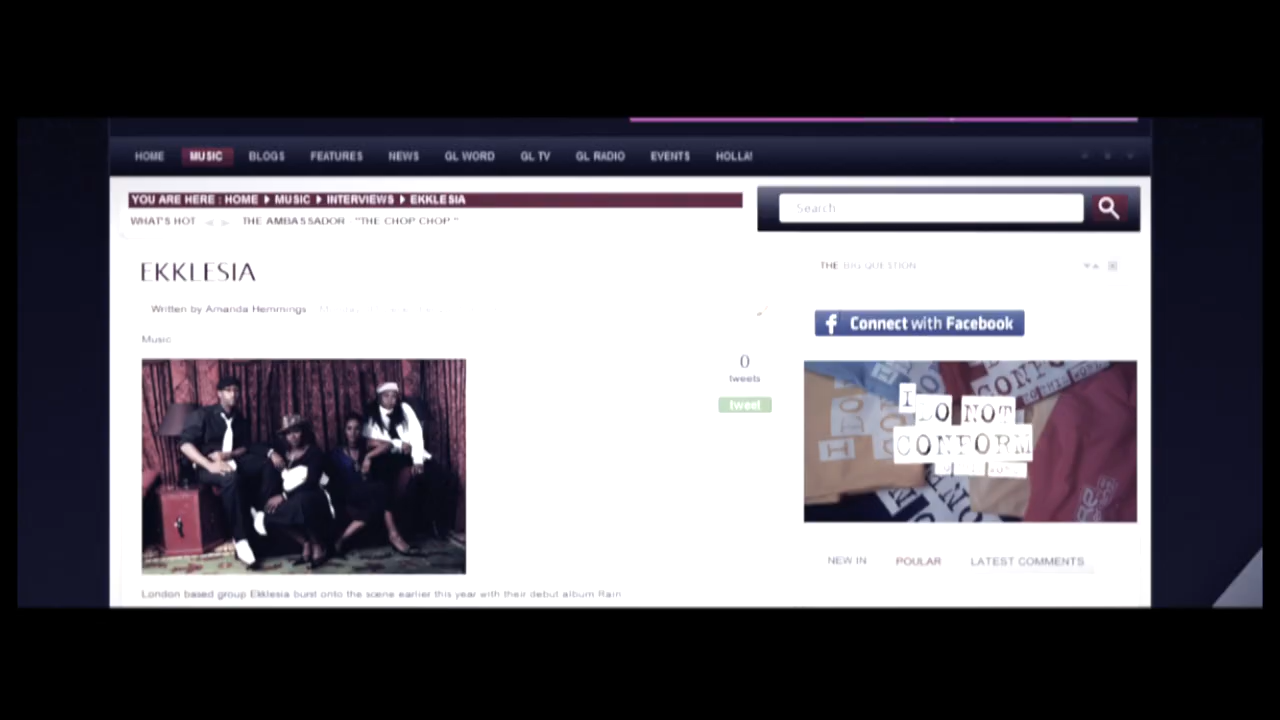 HOME MUSIC BLOGS FEATURES NEWS GL WORD GL TV GL RADIO EVENTS HOLLA!
YOU ARE HERE : HOME MUSIC INTERVIEWS EKKLESIA
Search
WHAT'S HOT THE AMBASSADOR - "THE CHOP CHOP "
EKKLESIA
THE BIG QUESTION
Written by Amanda Hemmings
f Connect with Facebook
Music
0
tweets
tweet
I
DO NOT
CONFORM
NEW IN POULAR LATEST COMMENTS
London based group Ekklesia burst onto the scene earlier this year with their debut album Rain